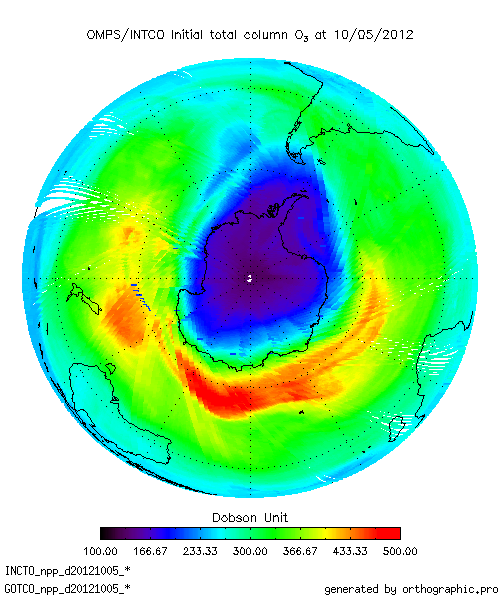 OMPS/INTCO Initial total column O₃ at 10/05/2012
Dobson Unit
100.00 166.67 233.33 300.00 366.67 433.33 500.00
INCTO_npp_d20121005_*
GOTCO_npp_d20121005_* generated by orthographic.pro